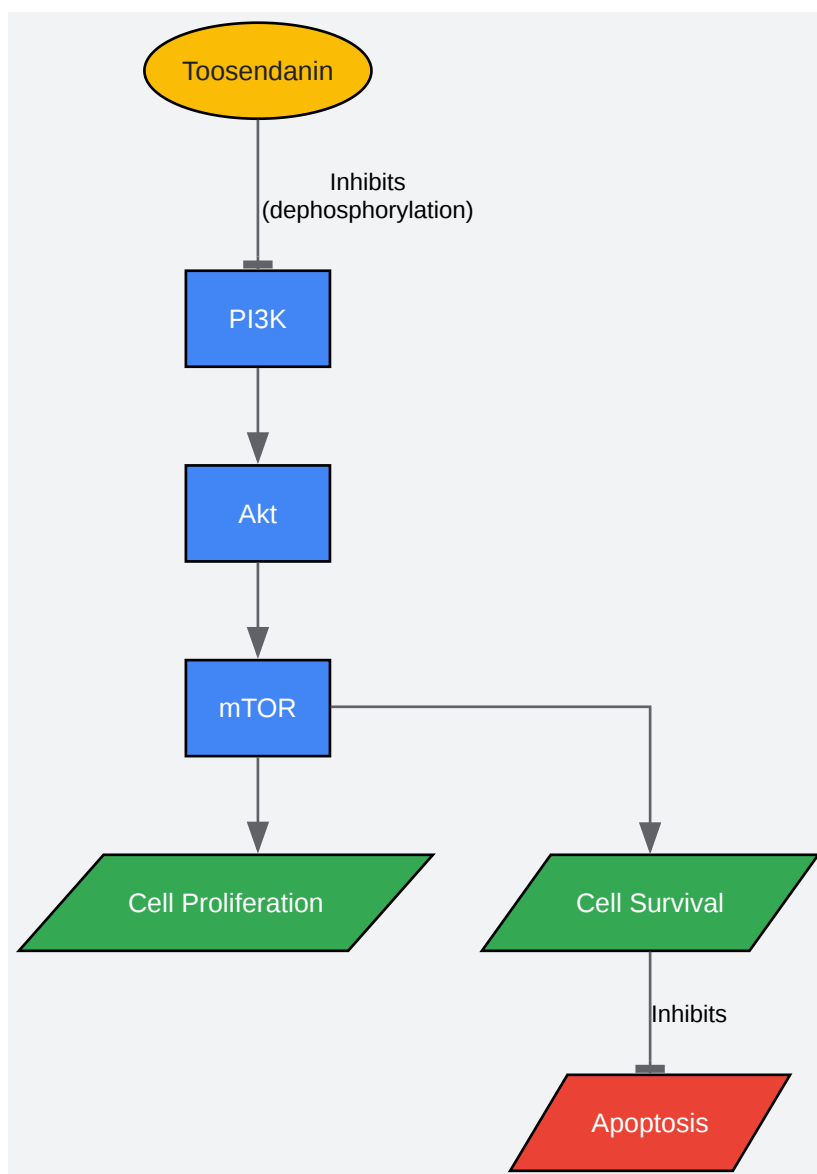 Toosendanin
Inhibits
(dephosphorylation)
PI3K
Akt
mTOR
Cell Proliferation
Cell Survival
Inhibits
Apoptosis